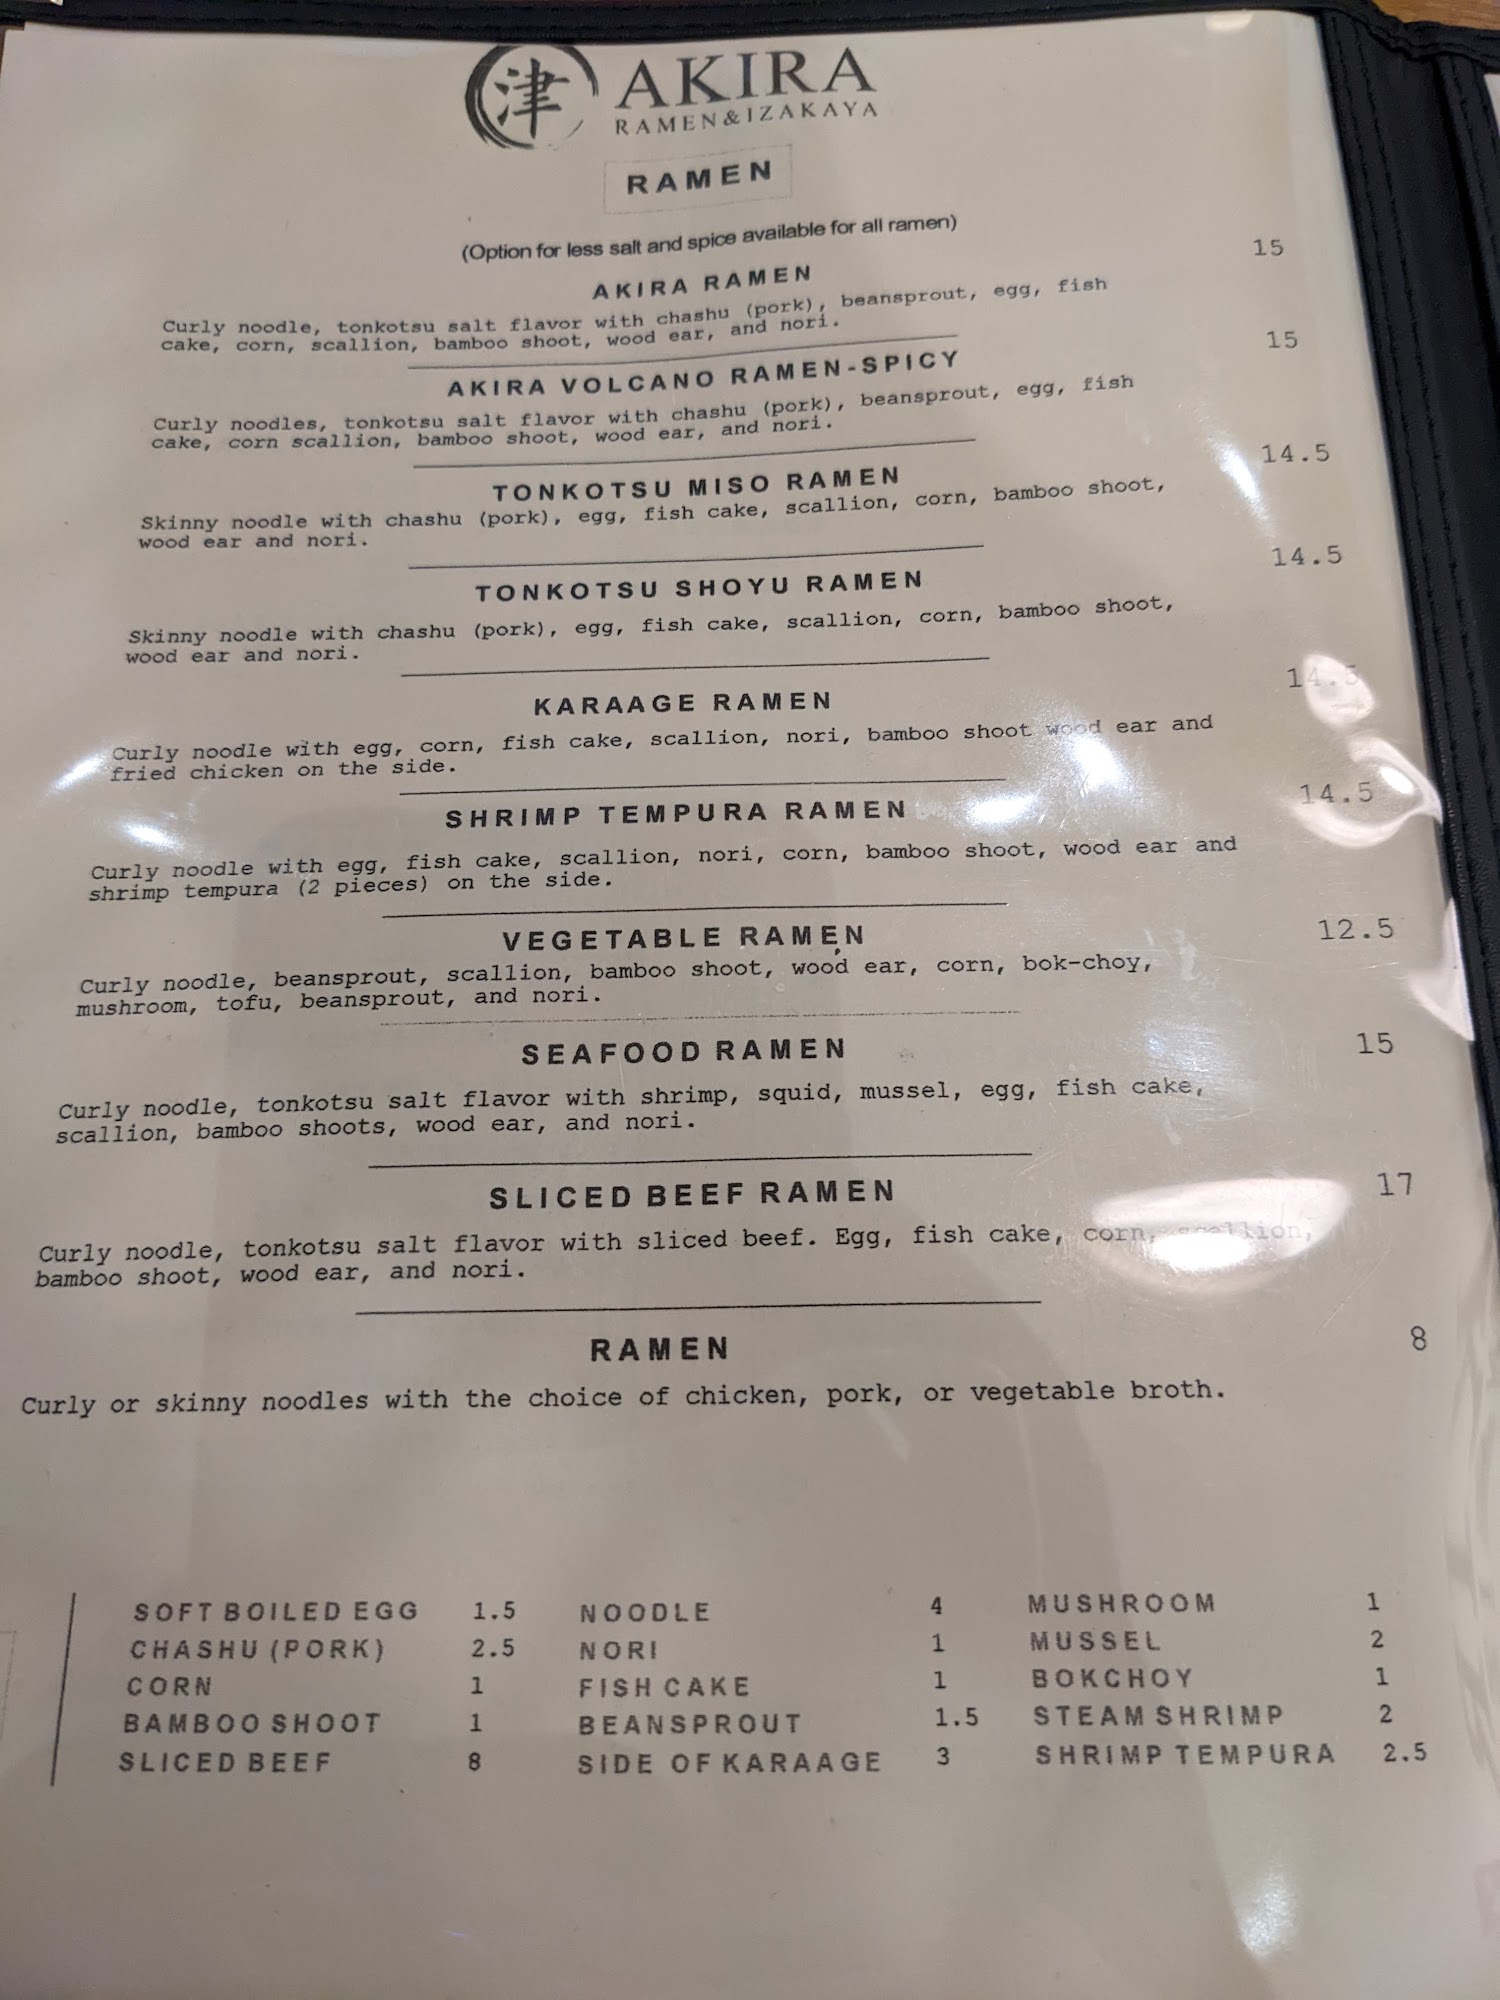 津 AKIRA
RAMEN&IZAKAYA
RAMEN
(Option for less salt and spice available for all ramen)
AKIRA RAMEN 15
Curly noodle, tonkotsu salt flavor with chashu (pork), beansprout, egg, fish
cake, corn, scallion, bamboo shoot, wood ear, and nori.
AKIRA VOLCANO RAMEN-SPICY 15
Curly noodles, tonkotsu salt flavor with chashu (pork), beansprout, egg, fish
cake, corn scallion, bamboo shoot, wood ear, and nori.
TONKOTSU MISO RAMEN 14.5
Skinny noodle with chashu (pork), egg, fish cake, scallion, corn, bamboo shoot,
wood ear and nori.
TONKOTSU SHOYU RAMEN 14.5
Skinny noodle with chashu (pork), egg, fish cake, scallion, corn, bamboo shoot,
wood ear and nori.
KARAAGE RAMEN 14.5
Curly noodle with egg, corn, fish cake, scallion, nori, bamboo shoot wood ear and
fried chicken on the side.
SHRIMP TEMPURA RAMEN 14.5
Curly noodle with egg, fish cake, scallion, nori, corn, bamboo shoot, wood ear and
shrimp tempura (2 pieces) on the side.
VEGETABLE RAMEN 12.5
Curly noodle, beansprout, scallion, bamboo shoot, wood ear, corn, bok-choy,
mushroom, tofu, beansprout, and nori.
SEAFOOD RAMEN 15
Curly noodle, tonkotsu salt flavor with shrimp, squid, mussel, egg, fish cake,
scallion, bamboo shoots, wood ear, and nori.
SLICED BEEF RAMEN 17
Curly noodle, tonkotsu salt flavor with sliced beef. Egg, fish cake, corn, scallion,
bamboo shoot, wood ear, and nori.
RAMEN 8
Curly or skinny noodles with the choice of chicken, pork, or vegetable broth.
SOFT BOILED EGG 1.5 NOODLE 4 MUSHROOM 1
CHASHU (PORK) 2.5 NORI 1 MUSSEL 2
CORN 1 FISH CAKE 1 BOKCHOY 1
BAMBOO SHOOT 1 BEANSPROUT 1.5 STEAM SHRIMP 2
SLICED BEEF 8 SIDE OF KARAAGE 3 SHRIMP TEMPURA 2.5